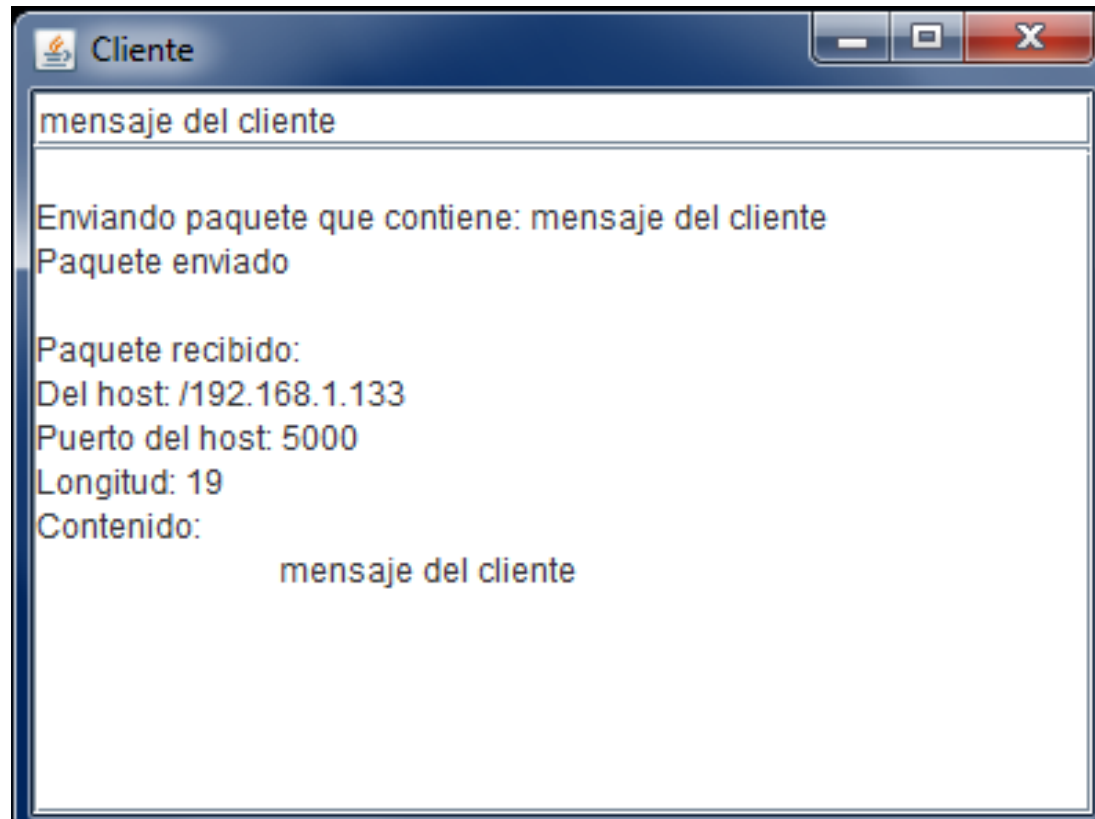 Cliente
mensaje del cliente
Enviando paquete que contiene: mensaje del cliente
Paquete enviado
Paquete recibido:
Del host: /192.168.1.133
Puerto del host: 5000
Longitud: 19
Contenido:
mensaje del cliente